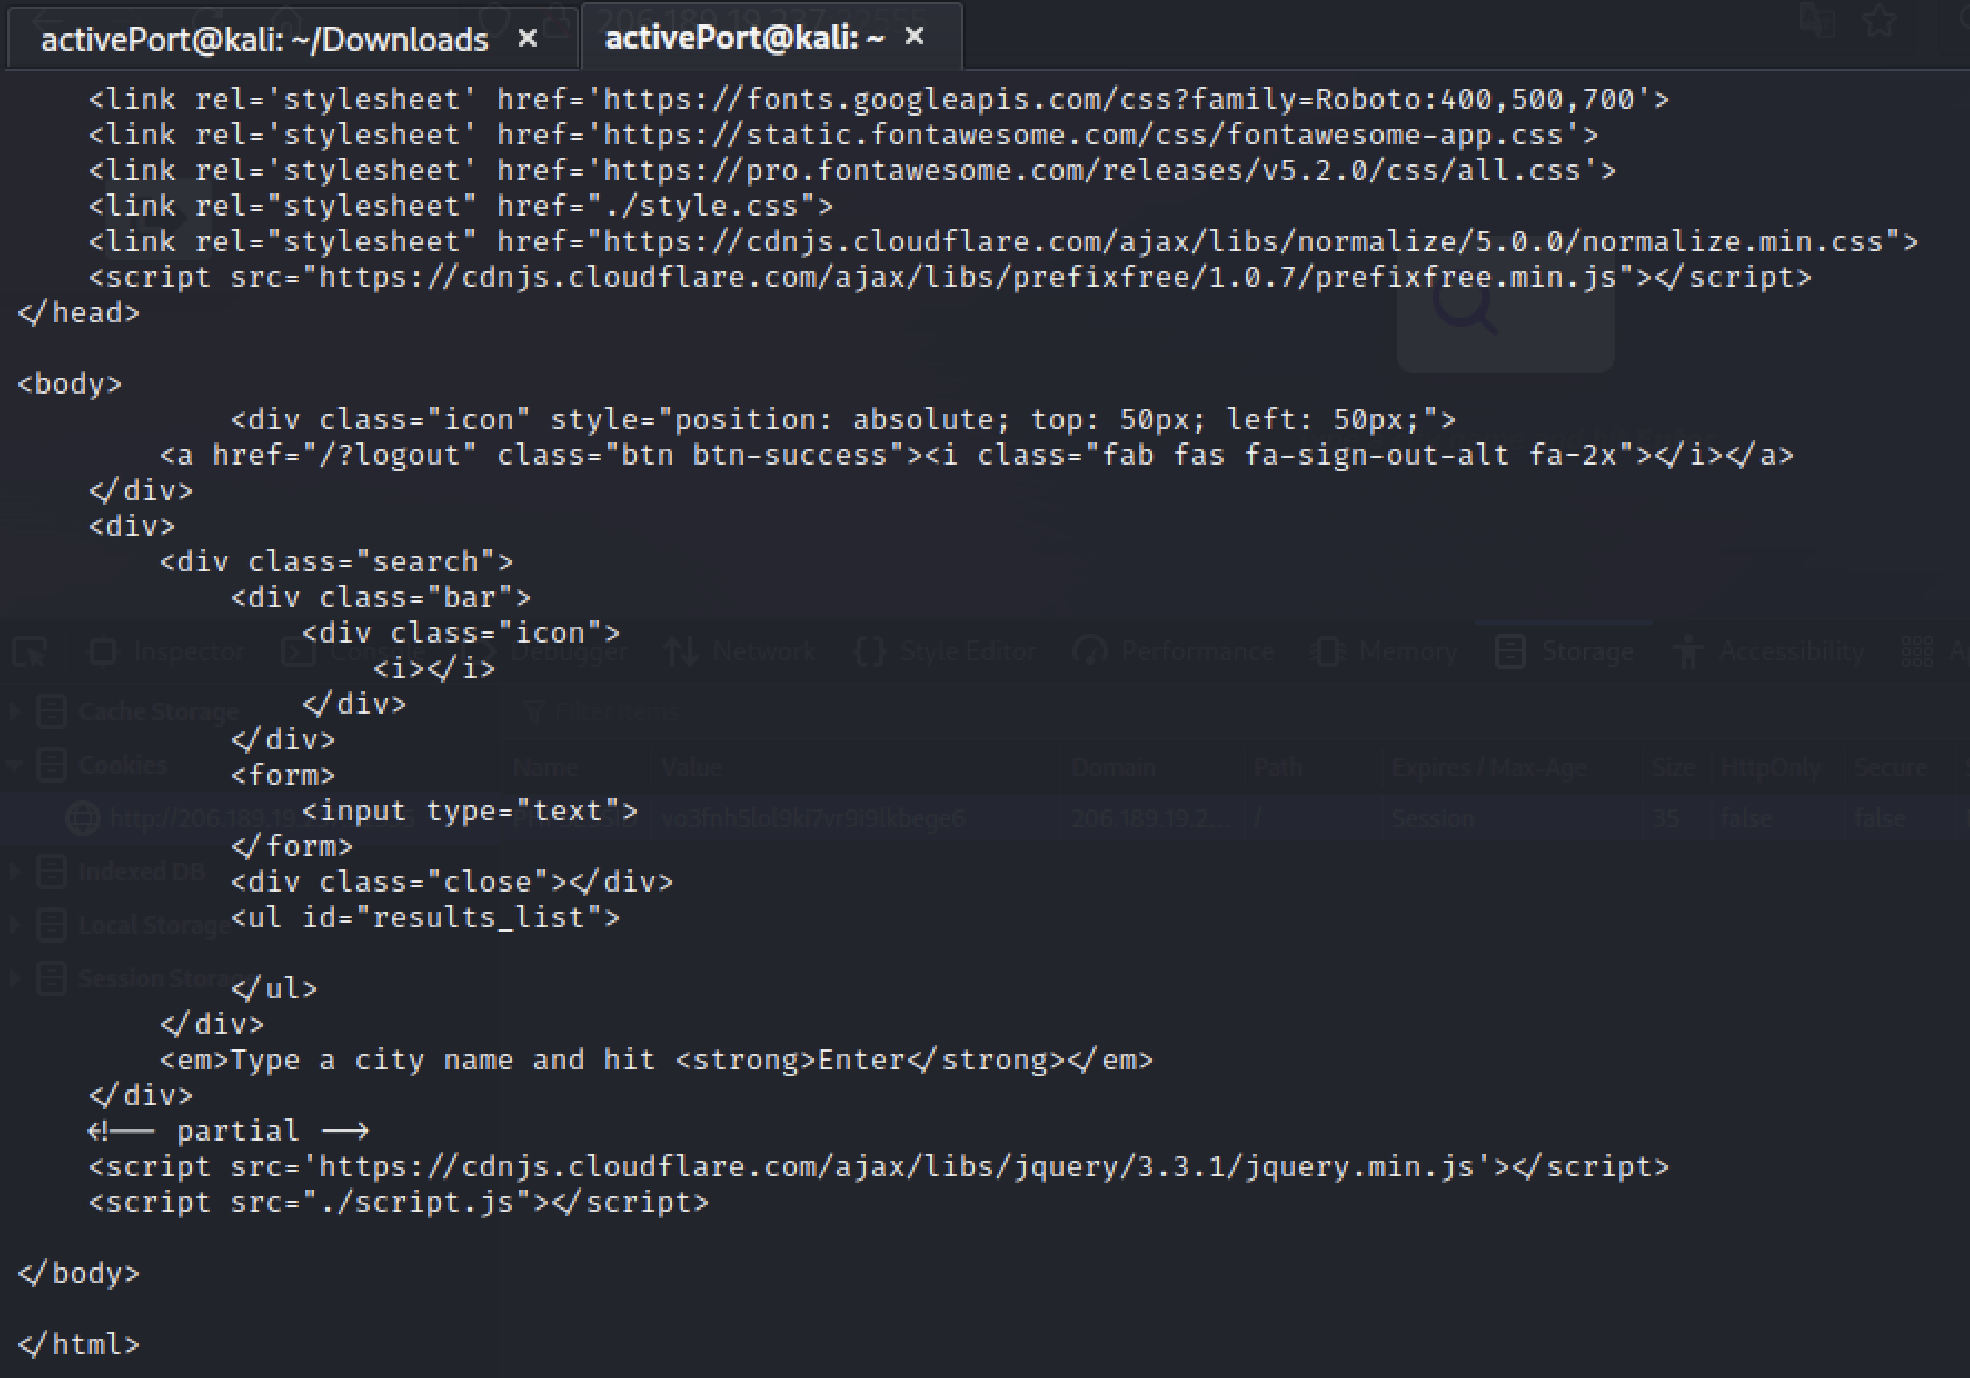 206.189.19.237:32555
activePort@kali: ~/Downloads ×
activePort@kali: ~ ×
<link rel='stylesheet' href='https://fonts.googleapis.com/css?family=Roboto:400,500,700'>
<link rel='stylesheet' href='https://static.fontawesome.com/css/fontawesome-app.css'>
<link rel='stylesheet' href='https://pro.fontawesome.com/releases/v5.2.0/css/all.css'>
<link rel="stylesheet" href="./style.css">
<link rel="stylesheet" href="https://cdnjs.cloudflare.com/ajax/libs/normalize/5.0.0/normalize.min.css">
<script src="https://cdnjs.cloudflare.com/ajax/libs/prefixfree/1.0.7/prefixfree.min.js"></script>
</head>
<body>
<div class="icon" style="position: absolute; top: 50px; left: 50px;">
<a href="/?logout" class="btn btn-success"><i class="fab fas fa-sign-out-alt fa-2x"></i></a>
</div>
<div>
<div class="search">
<div class="bar">
<div class="icon">
Inspector Console Debugger Network Style Editor Performance Memory Storage Accessibility
<i></i>
</div>
Cache Storage Filter Items
</div>
Cookies Name Value Domain Path Expires / Max-Age Size HttpOnly Secure
<form>
<input type="text">
http://206.189.19. vo3fnh5lol9ki7vr9i9lkbege6 206.189.19.2... / Session 35 false false
</form>
Indexed DB
<div class="close"></div>
<ul id="results_list">
Local Storage
Session Storage
</ul>
</div>
<em>Type a city name and hit <strong>Enter</strong></em>
</div>
<!-- partial -->
<script src='https://cdnjs.cloudflare.com/ajax/libs/jquery/3.3.1/jquery.min.js'></script>
<script src="./script.js"></script>
</body>
</html>